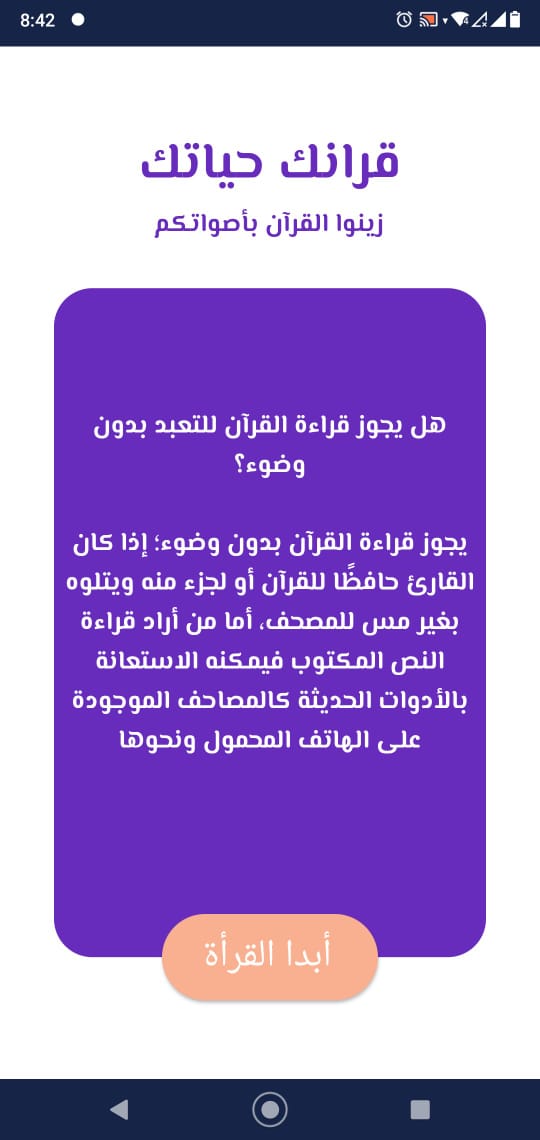 8:42
قرانك حياتك
زينوا القرآن بأصواتكم
هل يجوز قراءة القرآن للتعبد بدون
وضوء؟
يجوز قراءة القرآن بدون وضوء؛ إذا كان
القارئ حافظًا للقرآن أو لجزء منه ويتلوه
بغير مس للمصحف، أما من أراد قراءة
النص المكتوب فيمكنه الاستعانة
بالأدوات الحديثة كالمصاحف الموجودة
على الهاتف المحمول ونحوها
أبدا القرأة